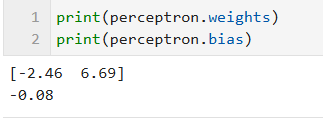 1 print(perceptron.weights)
2 print(perceptron.bias)
[-2.46 6.69]
-0.08